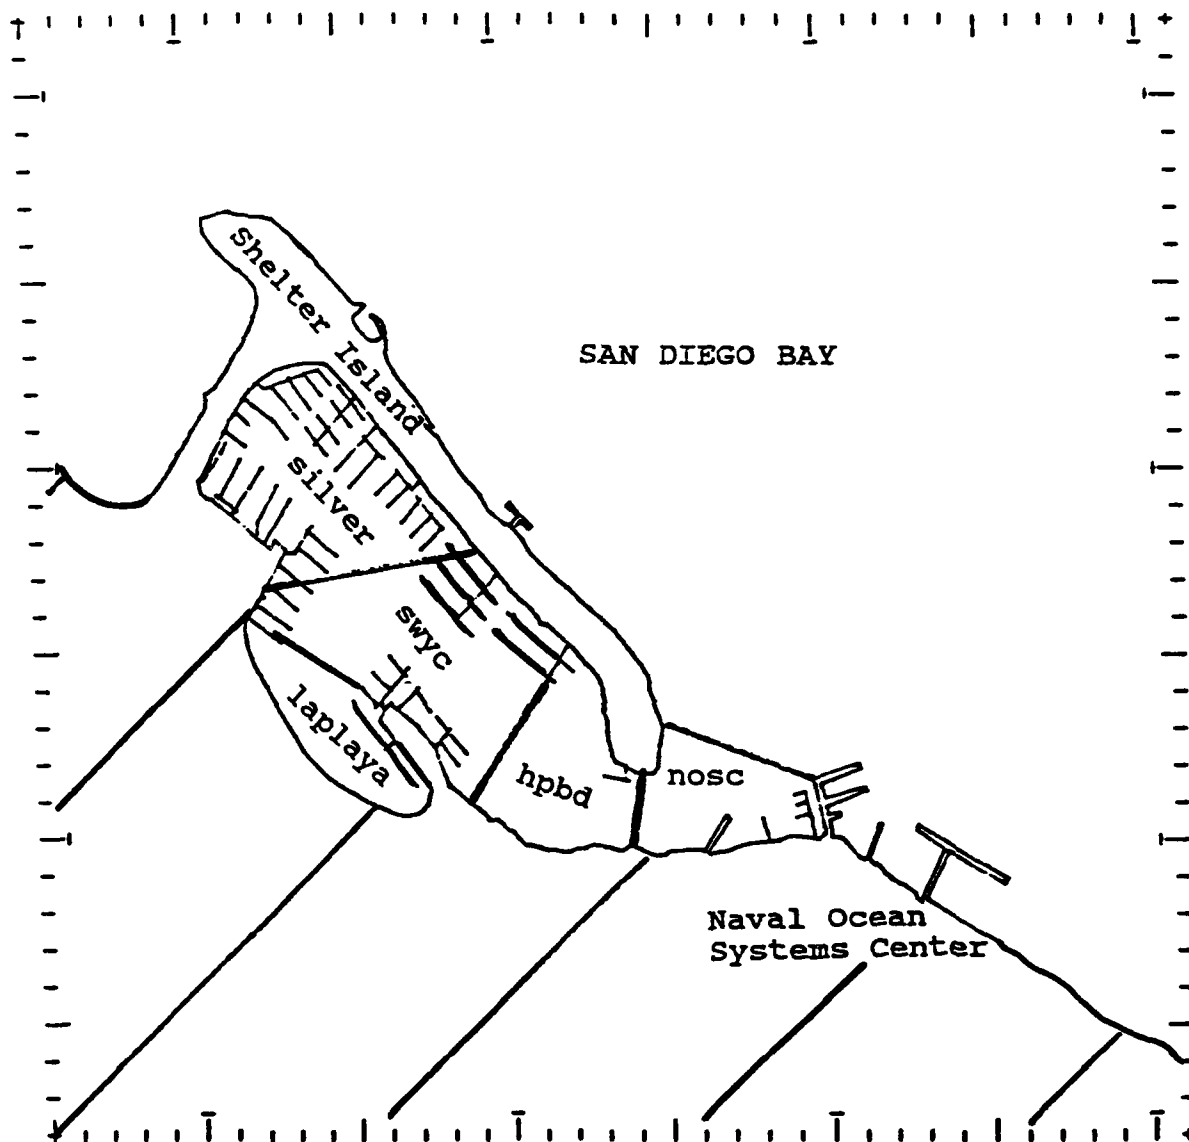 Shelter Island
SAN DIEGO BAY
silver
swyc
laplaya
hpbd
nosc
Naval Ocean
Systems Center